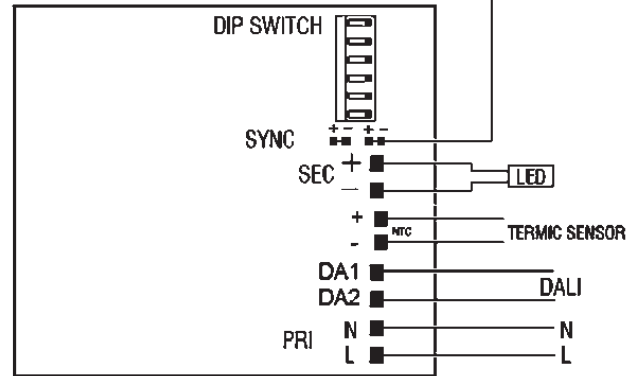 DIP SWITCH
+ - + -
SYNC
SEC +
LED
-
+
NTC
TERMIC SENSOR
-
DA1
DALI
DA2
PRI N N
L L